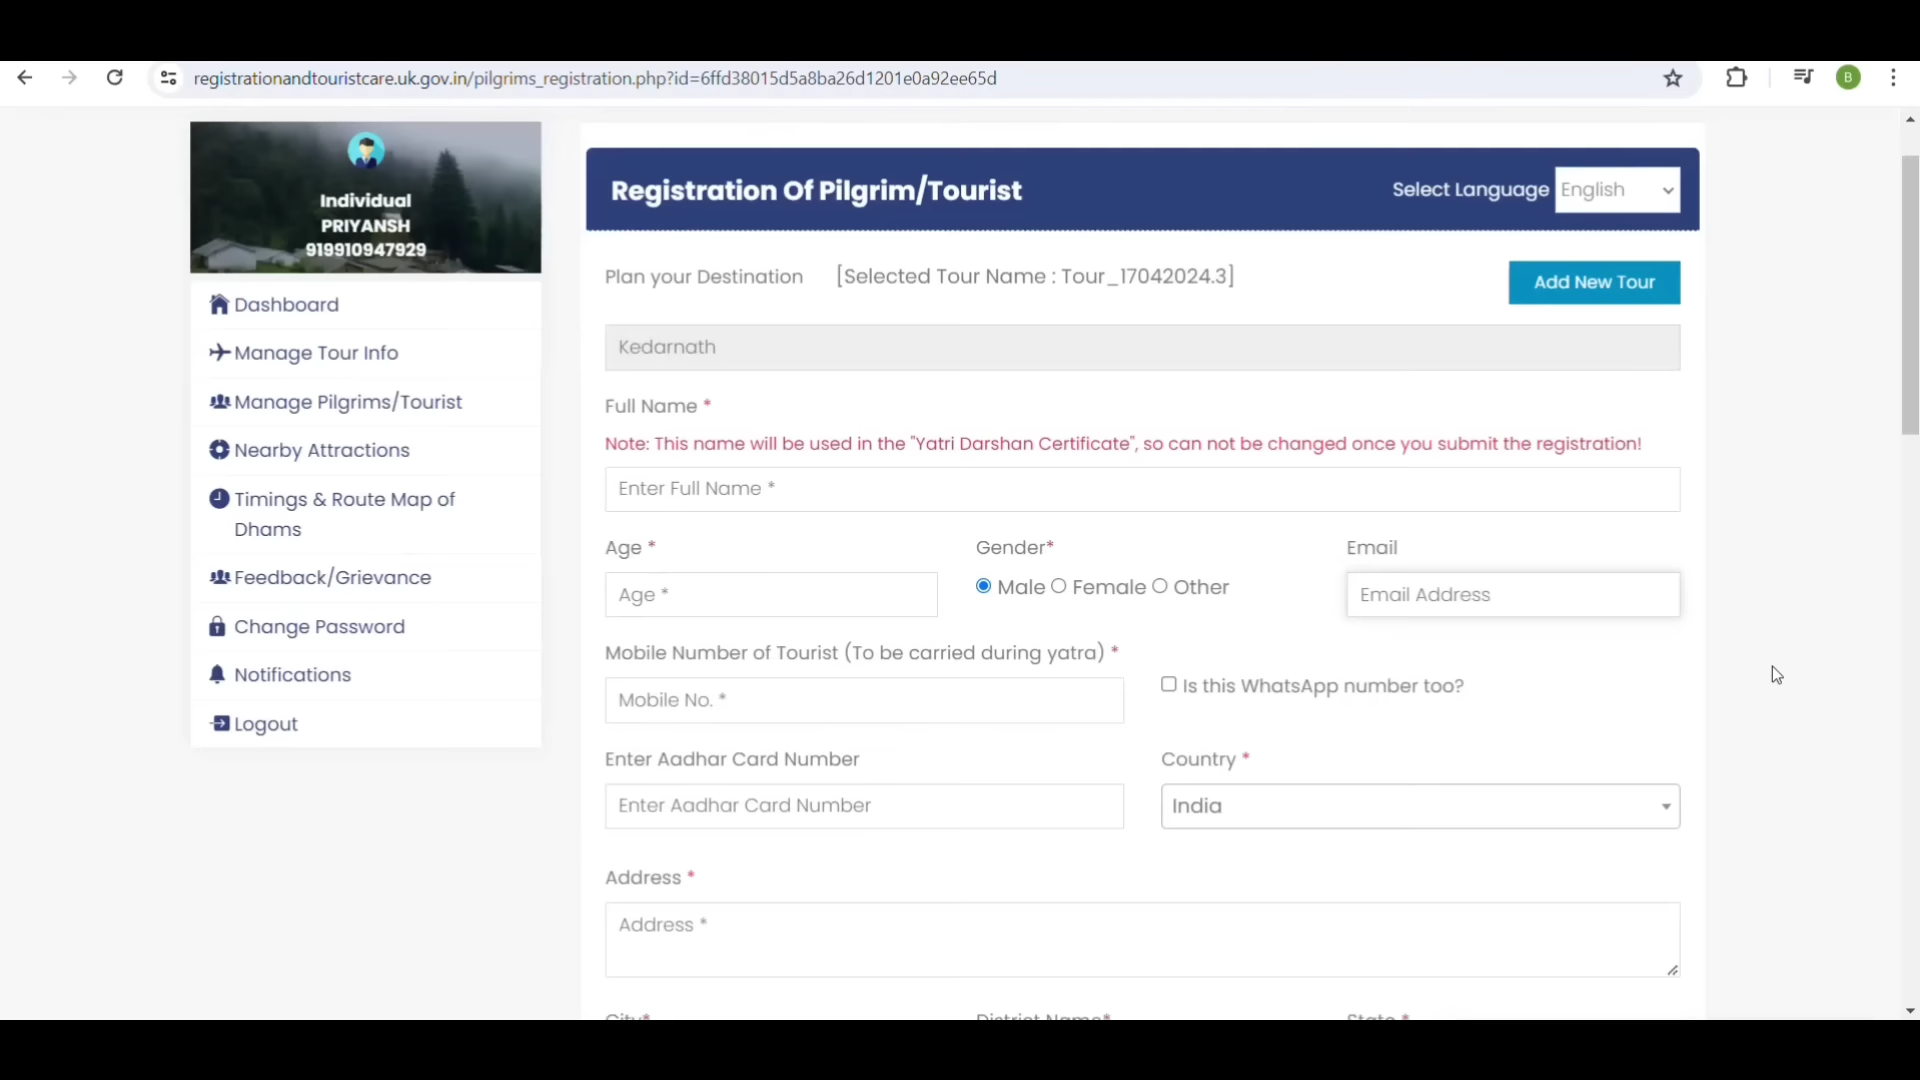 registrationandtouristcare.uk.gov.in/pilgrims_registration.php?id=6ffd38015d5a8ba26d1201e0a92ee65d
B
Individual
PRIYANSH
919910947929
Dashboard
Manage Tour Info
Manage Pilgrims/Tourist
Nearby Attractions
Timings & Route Map of
Dhams
Feedback/Grievance
Change Password
Notifications
Logout
Registration Of Pilgrim/Tourist
Select Language English
Plan your Destination [Selected Tour Name : Tour_17042024.3]
Add New Tour
Kedarnath
Full Name *
Note: This name will be used in the "Yatri Darshan Certificate", so can not be changed once you submit the registration!
Enter Full Name *
Age * Gender* Email
Age * Male Female Other Email Address
Mobile Number of Tourist (To be carried during yatra) *
Mobile No. * Is this WhatsApp number too?
Enter Aadhar Card Number Country *
Enter Aadhar Card Number India
Address *
Address *
City* District Name* State *